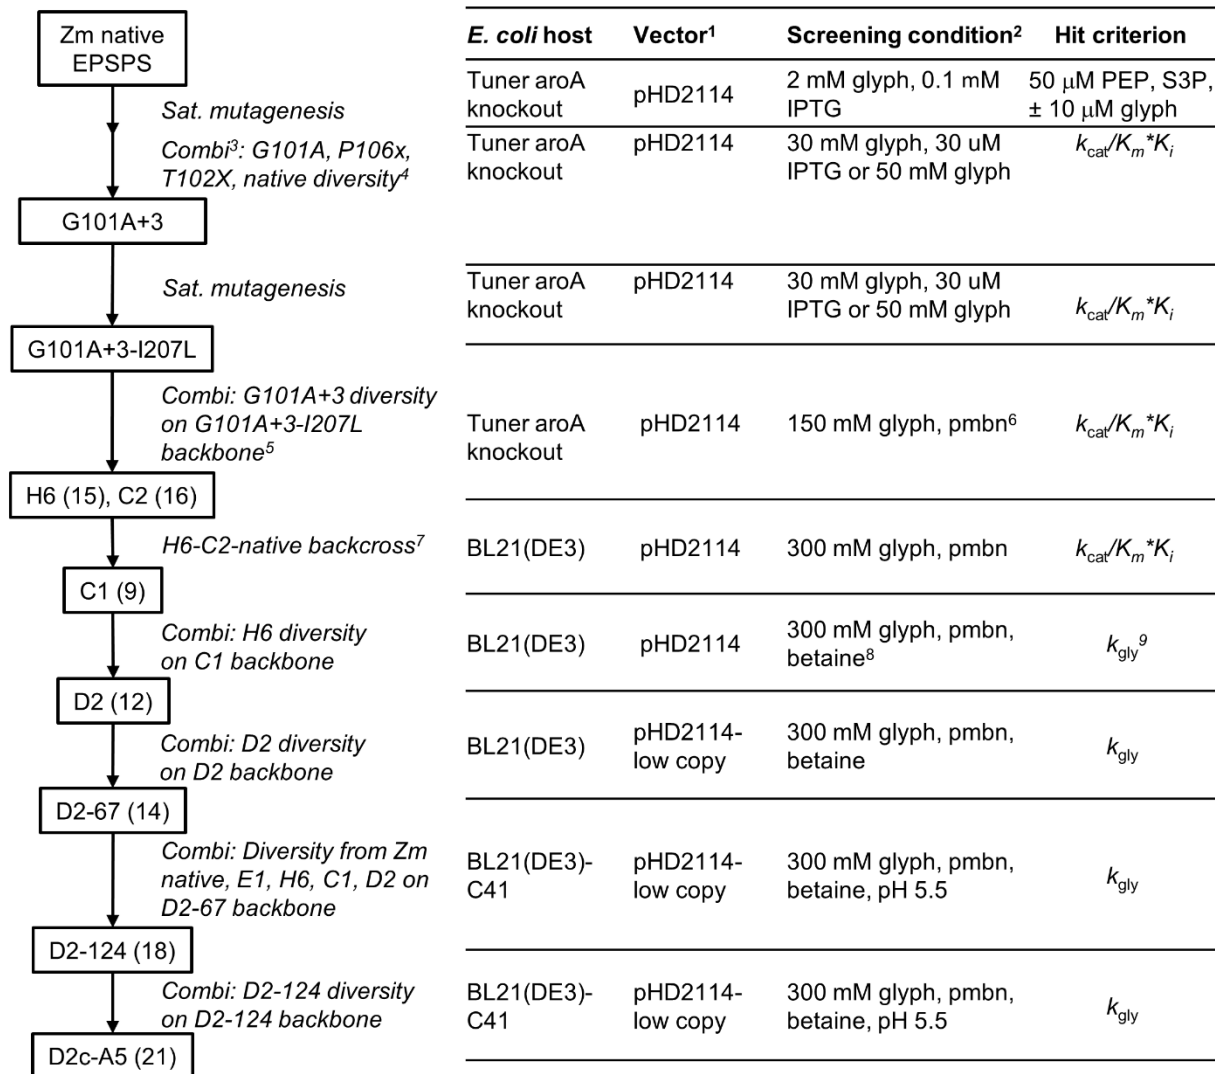 Zm native
EPSPS
E. coli host Vector¹ Screening condition² Hit criterion
Sat. mutagenesis
Tuner aroA
knockout
pHD2114
2 mM glyph, 0.1 mM
IPTG
50 μM PEP, S3P,
± 10 μM glyph
Combi³: G101A, P106x,
T102X, native diversity⁴
Tuner aroA
knockout
pHD2114
30 mM glyph, 30 uM
IPTG or 50 mM glyph
kcat/Km*Ki
G101A+3
Sat. mutagenesis
Tuner aroA
knockout
pHD2114
30 mM glyph, 30 uM
IPTG or 50 mM glyph
kcat/Km*Ki
G101A+3-I207L
Combi: G101A+3 diversity
on G101A+3-I207L
backbone⁵
Tuner aroA
knockout
pHD2114
150 mM glyph, pmbn⁶
kcat/Km*Ki
H6 (15), C2 (16)
H6-C2-native backcross⁷
BL21(DE3)
pHD2114
300 mM glyph, pmbn
kcat/Km*Ki
C1 (9)
Combi: H6 diversity
on C1 backbone
BL21(DE3)
pHD2114
300 mM glyph, pmbn,
betaine⁸
kgly⁹
D2 (12)
Combi: D2 diversity
on D2 backbone
BL21(DE3)
pHD2114-
low copy
300 mM glyph, pmbn,
betaine
kgly
D2-67 (14)
Combi: Diversity from Zm
native, E1, H6, C1, D2 on
D2-67 backbone
BL21(DE3)-
C41
pHD2114-
low copy
300 mM glyph, pmbn,
betaine, pH 5.5
kgly
D2-124 (18)
Combi: D2-124 diversity
on D2-124 backbone
BL21(DE3)-
C41
pHD2114-
low copy
300 mM glyph, pmbn,
betaine, pH 5.5
kgly
D2c-A5 (21)